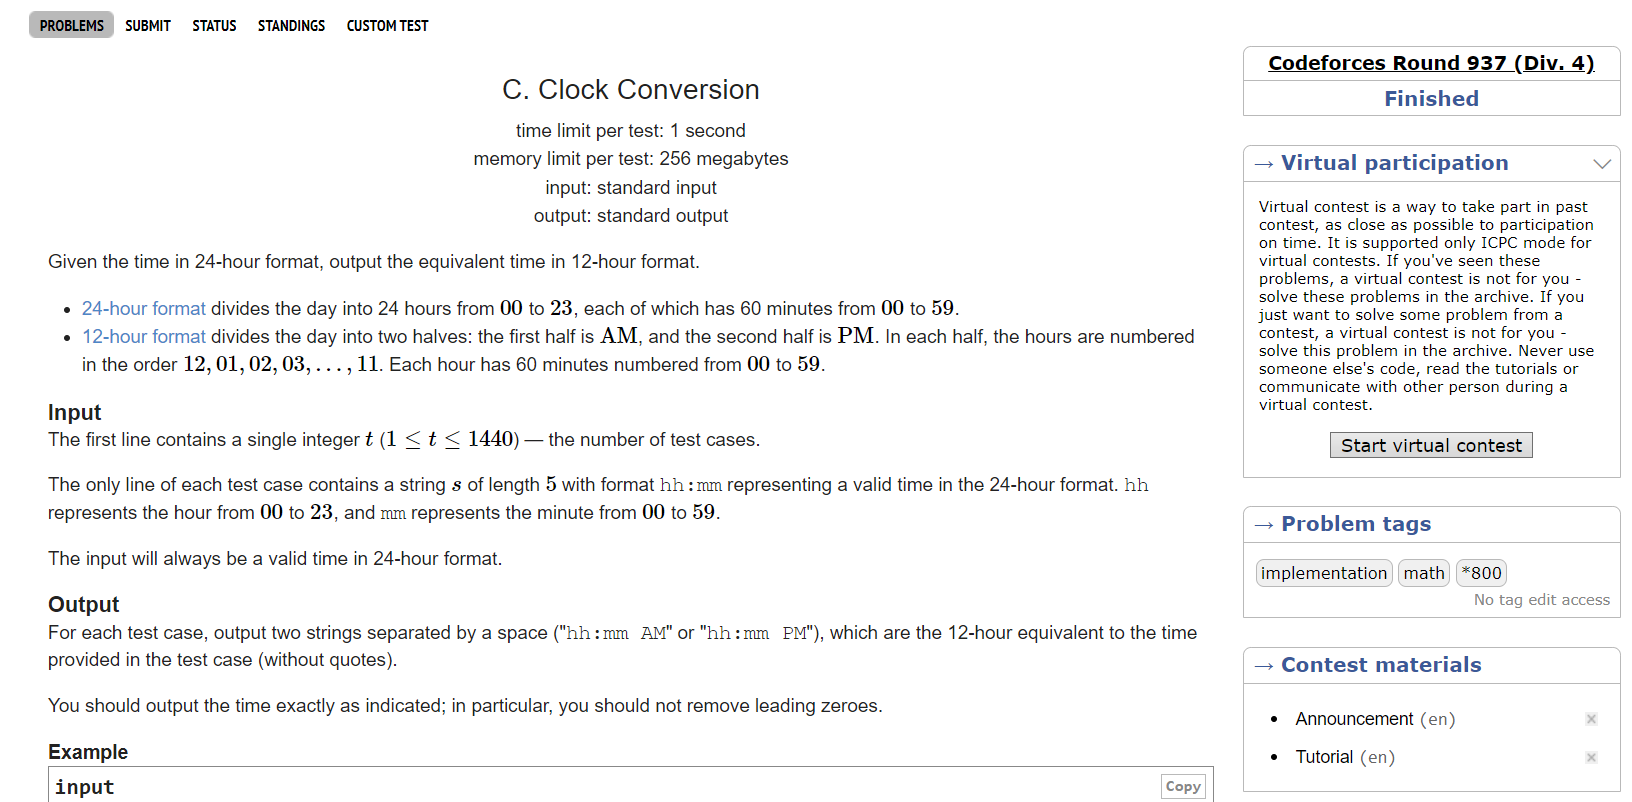 PROBLEMS SUBMIT STATUS STANDINGS CUSTOM TEST
C. Clock Conversion
time limit per test: 1 second
memory limit per test: 256 megabytes
input: standard input
output: standard output
Given the time in 24-hour format, output the equivalent time in 12-hour format.
• 24-hour format divides the day into 24 hours from 00 to 23, each of which has 60 minutes from 00 to 59.
• 12-hour format divides the day into two halves: the first half is AM, and the second half is PM. In each half, the hours are numbered
in the order 12, 01, 02, 03, . . . , 11. Each hour has 60 minutes numbered from 00 to 59.
Input
The first line contains a single integer t (1 ≤ t ≤ 1440) — the number of test cases.
The only line of each test case contains a string s of length 5 with format hh:mm representing a valid time in the 24-hour format. hh
represents the hour from 00 to 23, and mm represents the minute from 00 to 59.
The input will always be a valid time in 24-hour format.
Output
For each test case, output two strings separated by a space ("hh:mm AM" or "hh:mm PM"), which are the 12-hour equivalent to the time
provided in the test case (without quotes).
You should output the time exactly as indicated; in particular, you should not remove leading zeroes.
Example
input
Copy
Codeforces Round 937 (Div. 4)
Finished
→ Virtual participation
Virtual contest is a way to take part in past
contest, as close as possible to participation
on time. It is supported only ICPC mode for
virtual contests. If you've seen these
problems, a virtual contest is not for you -
solve these problems in the archive. If you
just want to solve some problem from a
contest, a virtual contest is not for you -
solve this problem in the archive. Never use
someone else's code, read the tutorials or
communicate with other person during a
virtual contest.
Start virtual contest
→ Problem tags
implementation math *800
No tag edit access
→ Contest materials
• Announcement (en)
• Tutorial (en)